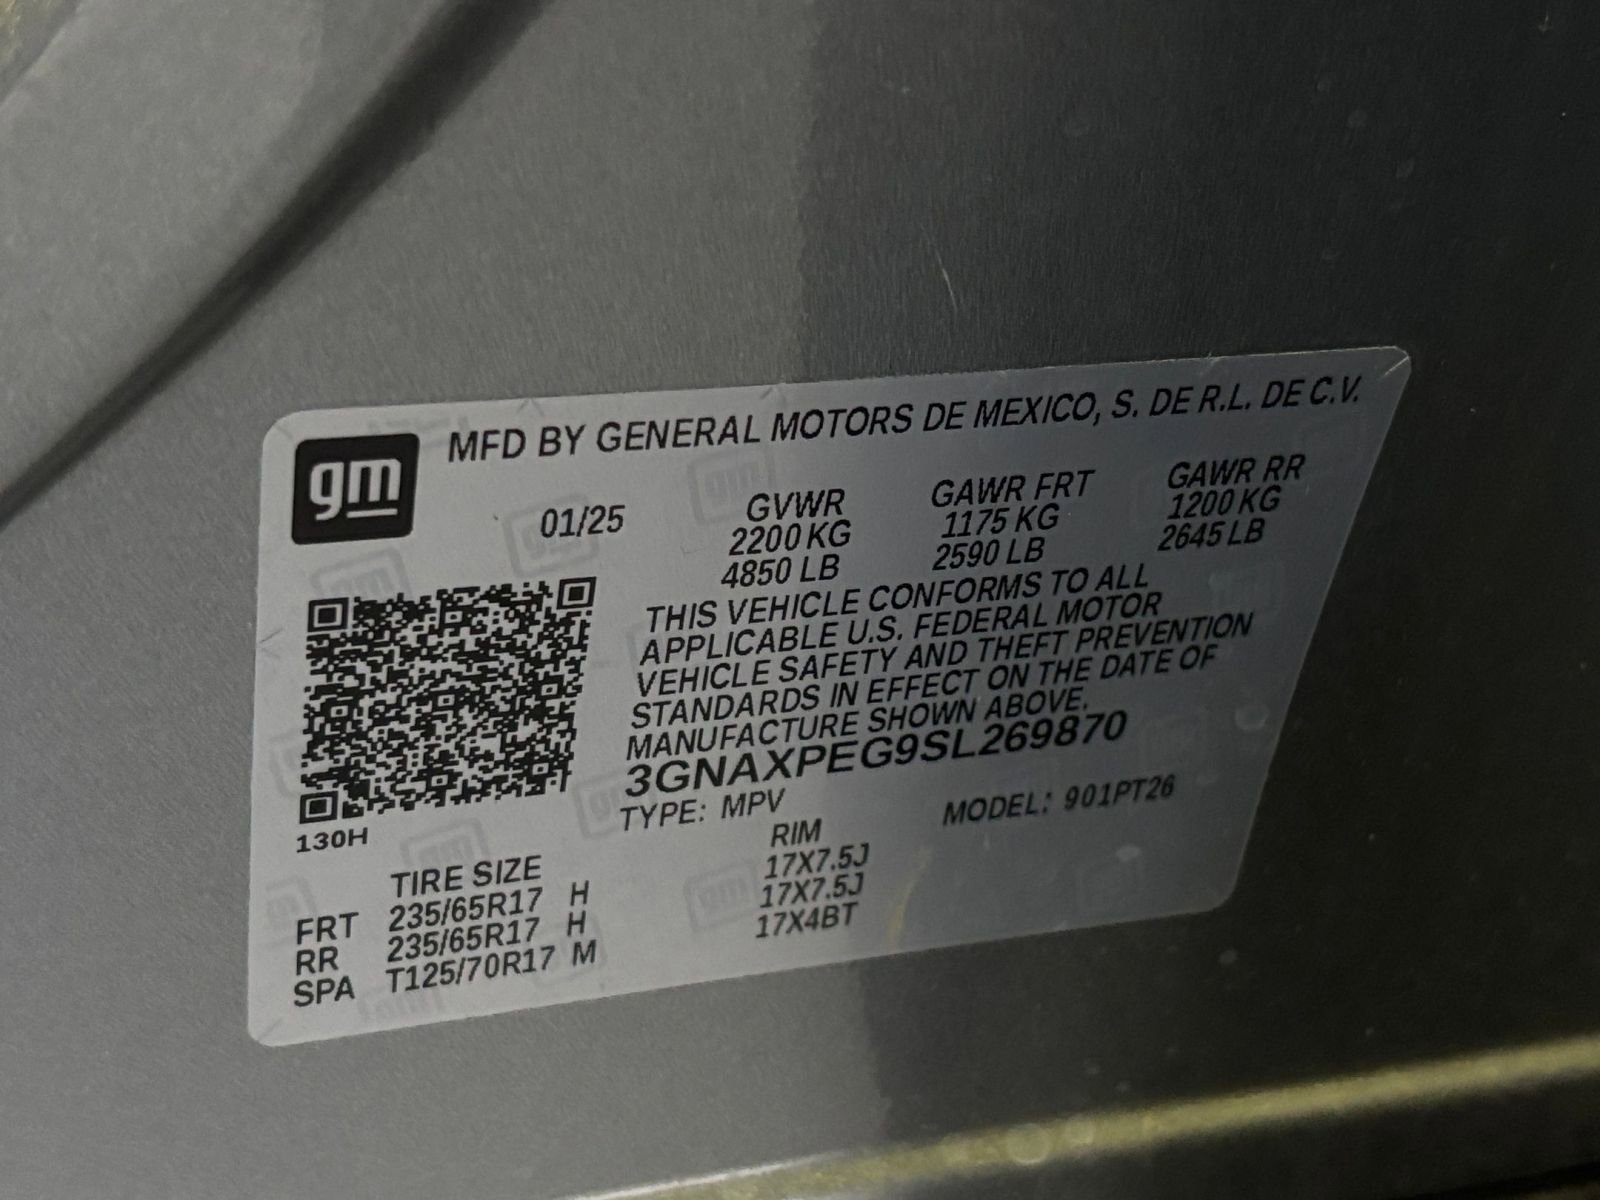 gm
MFD BY GENERAL MOTORS DE MEXICO, S. DE R.L. DE C.V.
01/25 GVWR GAWR FRT GAWR RR
2200 KG 1175 KG 1200 KG
4850 LB 2590 LB 2645 LB
THIS VEHICLE CONFORMS TO ALL
APPLICABLE U.S. FEDERAL MOTOR
VEHICLE SAFETY AND THEFT PREVENTION
STANDARDS IN EFFECT ON THE DATE OF
MANUFACTURE SHOWN ABOVE.
3GNAXPEG9SL269870
TYPE: MPV MODEL: 901PT26
130H
TIRE SIZE RIM
FRT 235/65R17 H 17X7.5J
RR 235/65R17 H 17X7.5J
SPA T125/70R17 M 17X4BT